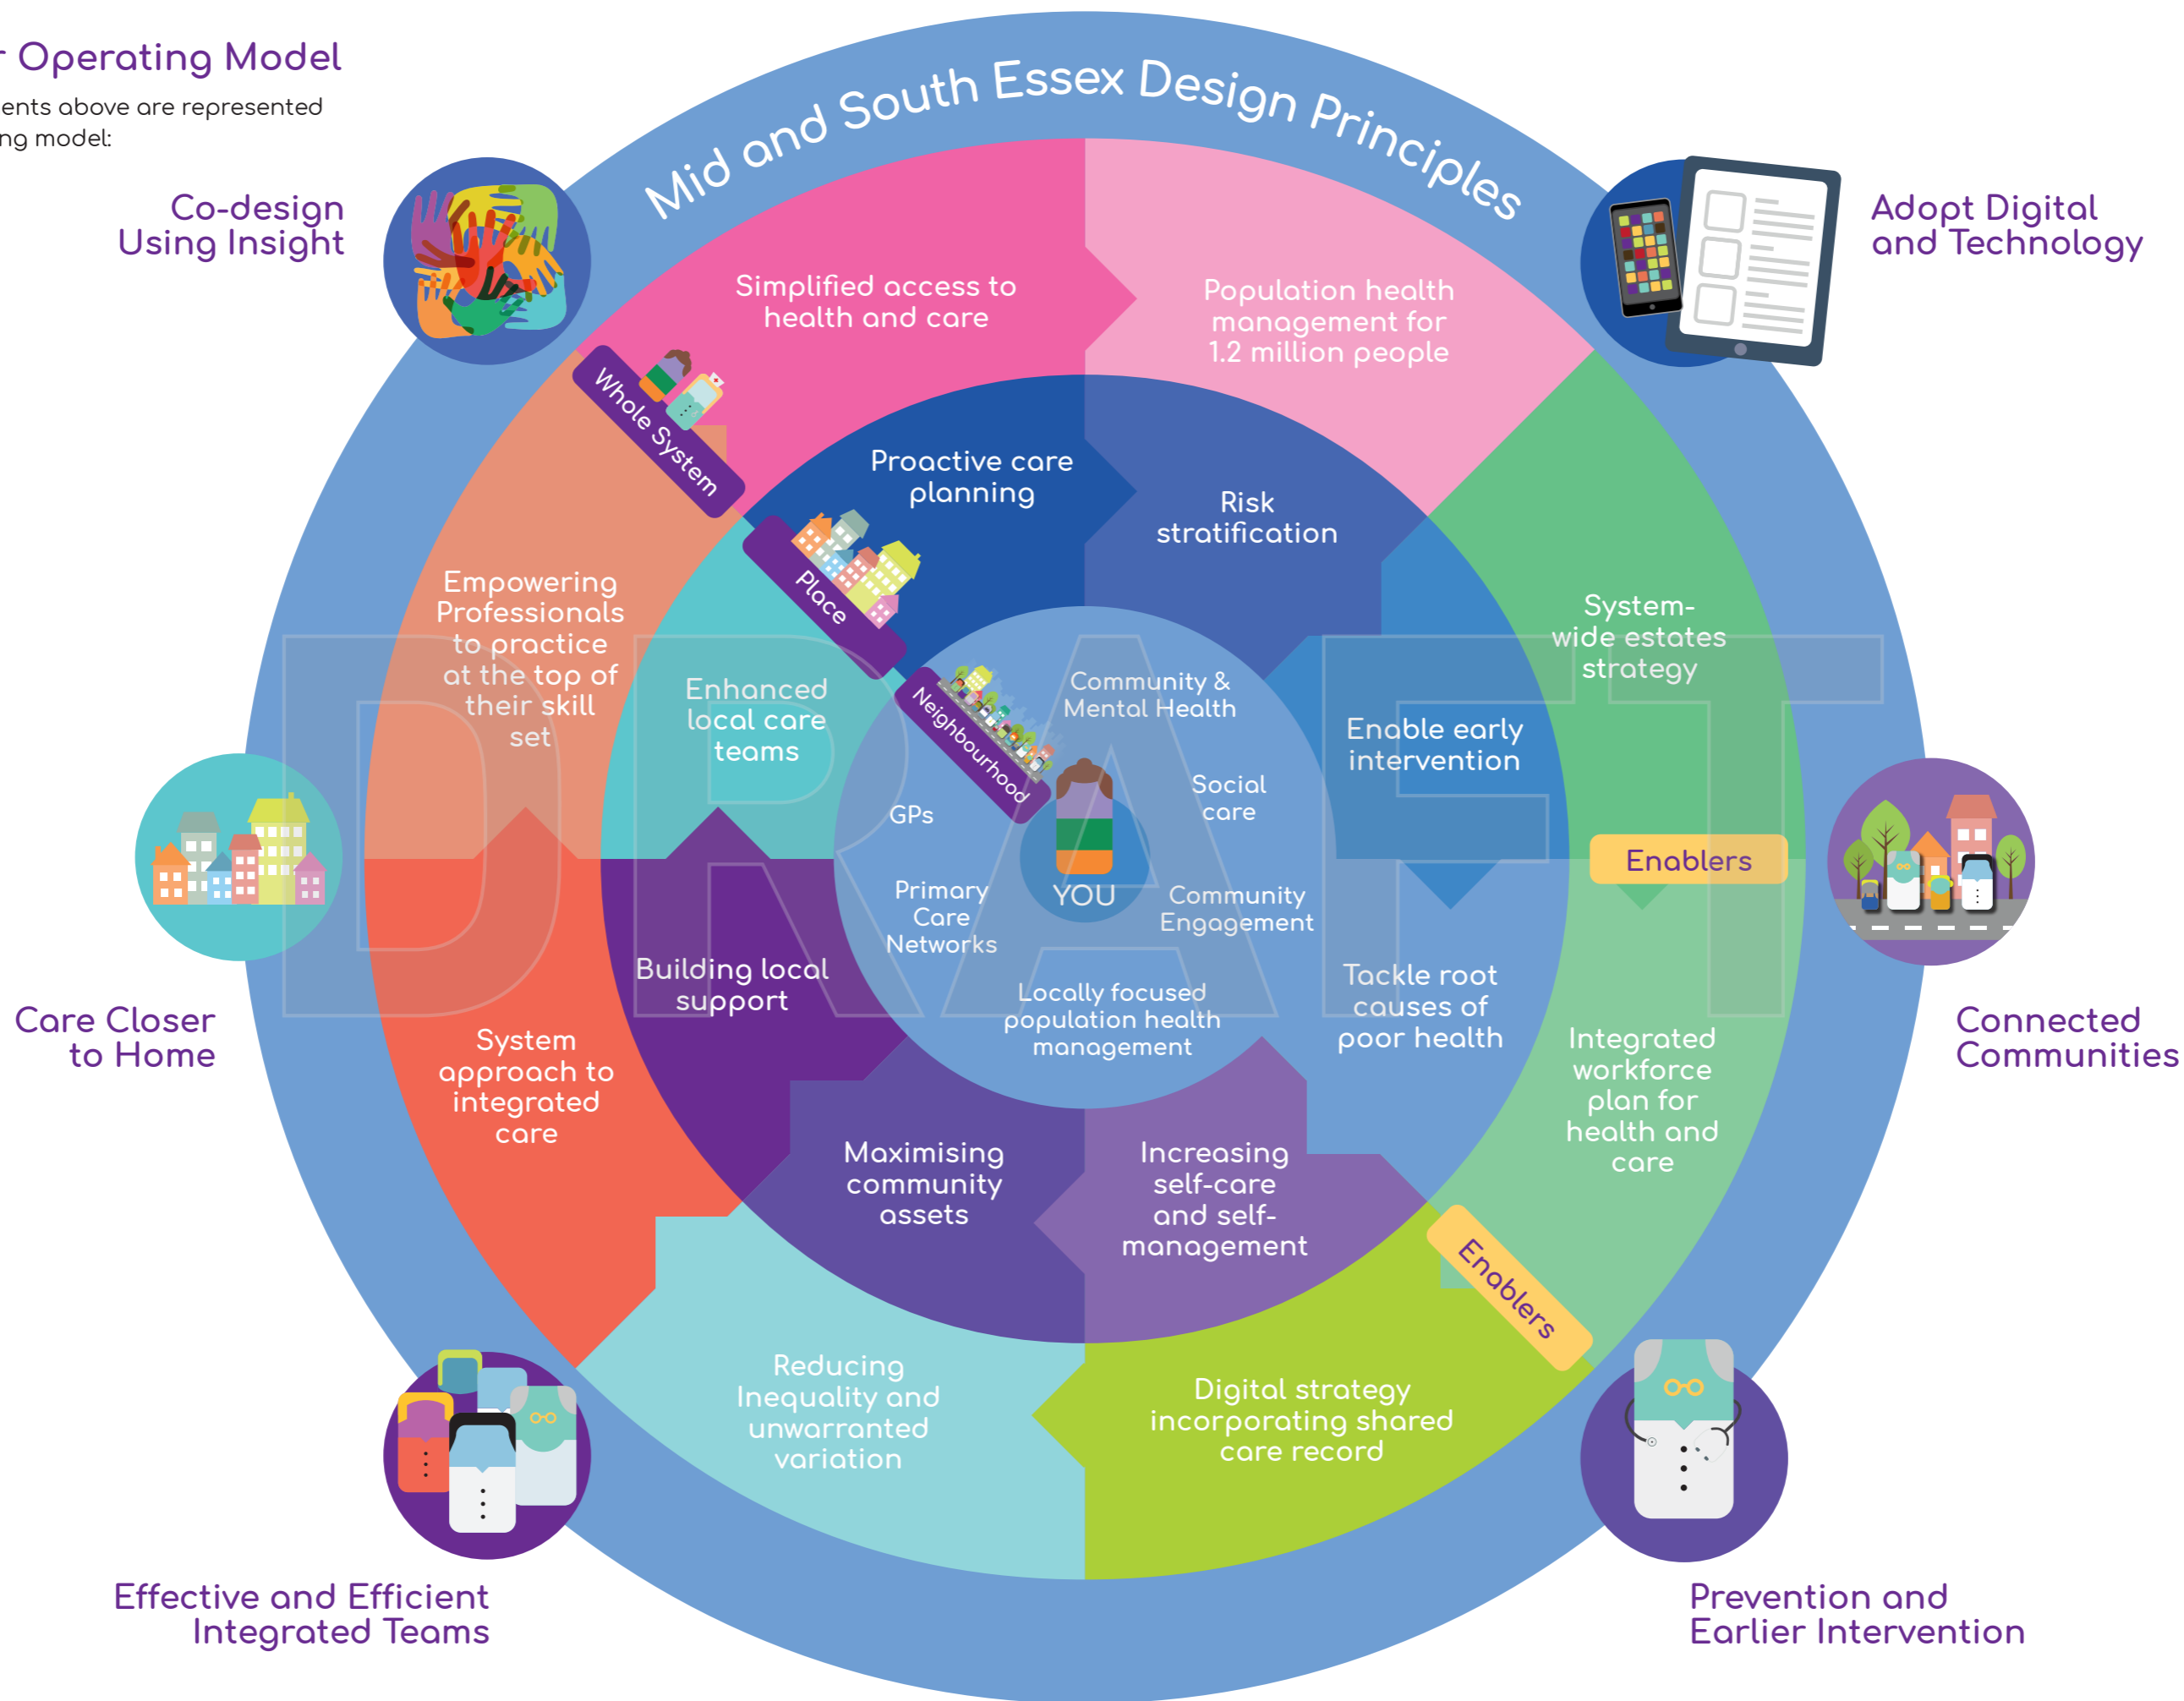 r Operating Model
ents above are represented
ng model:
Mid and South Essex Design Principles
Co-design
Using Insight
Adopt Digital
and Technology
Simplified access to
health and care
Population health
management for
1.2 million people
Whole System
Proactive care
planning
Risk
stratification
Place
Empowering
Professionals
to practice
at the top of
their skill
set
System-
wide estates
strategy
Enhanced
local care
teams
Neighbourhood
Community &
Mental Health
Enable early
intervention
Social
care
GPs
YOU
Primary
Care
Networks
Community
Engagement
Enablers
DRAFT
Building local
support
Locally focused
population health
management
Tackle root
causes of
poor health
Care Closer
to Home
Connected
Communities
System
approach to
integrated
care
Integrated
workforce
plan for
health and
care
Maximising
community
assets
Increasing
self-care
and self-
management
Enablers
Reducing
Inequality and
unwarranted
variation
Digital strategy
incorporating shared
care record
Effective and Efficient
Integrated Teams
Prevention and
Earlier Intervention